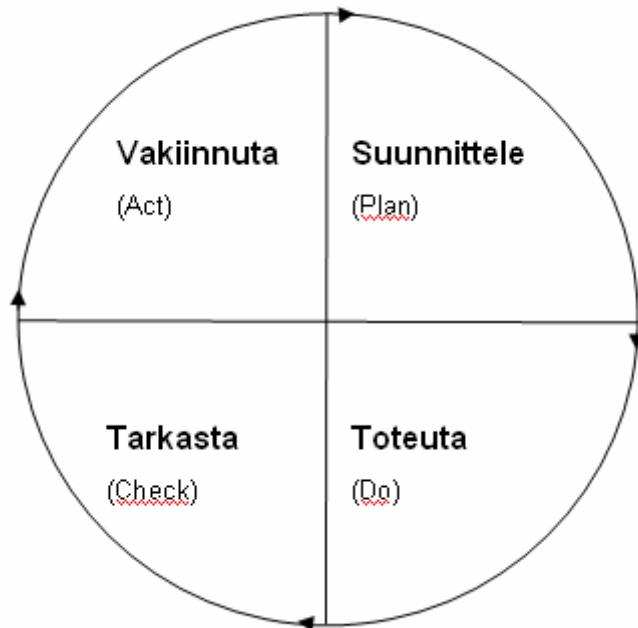 Vakiinnuta
(Act)
Suunnittele
(Plan)
Tarkasta
(Check)
Toteuta
(Do)